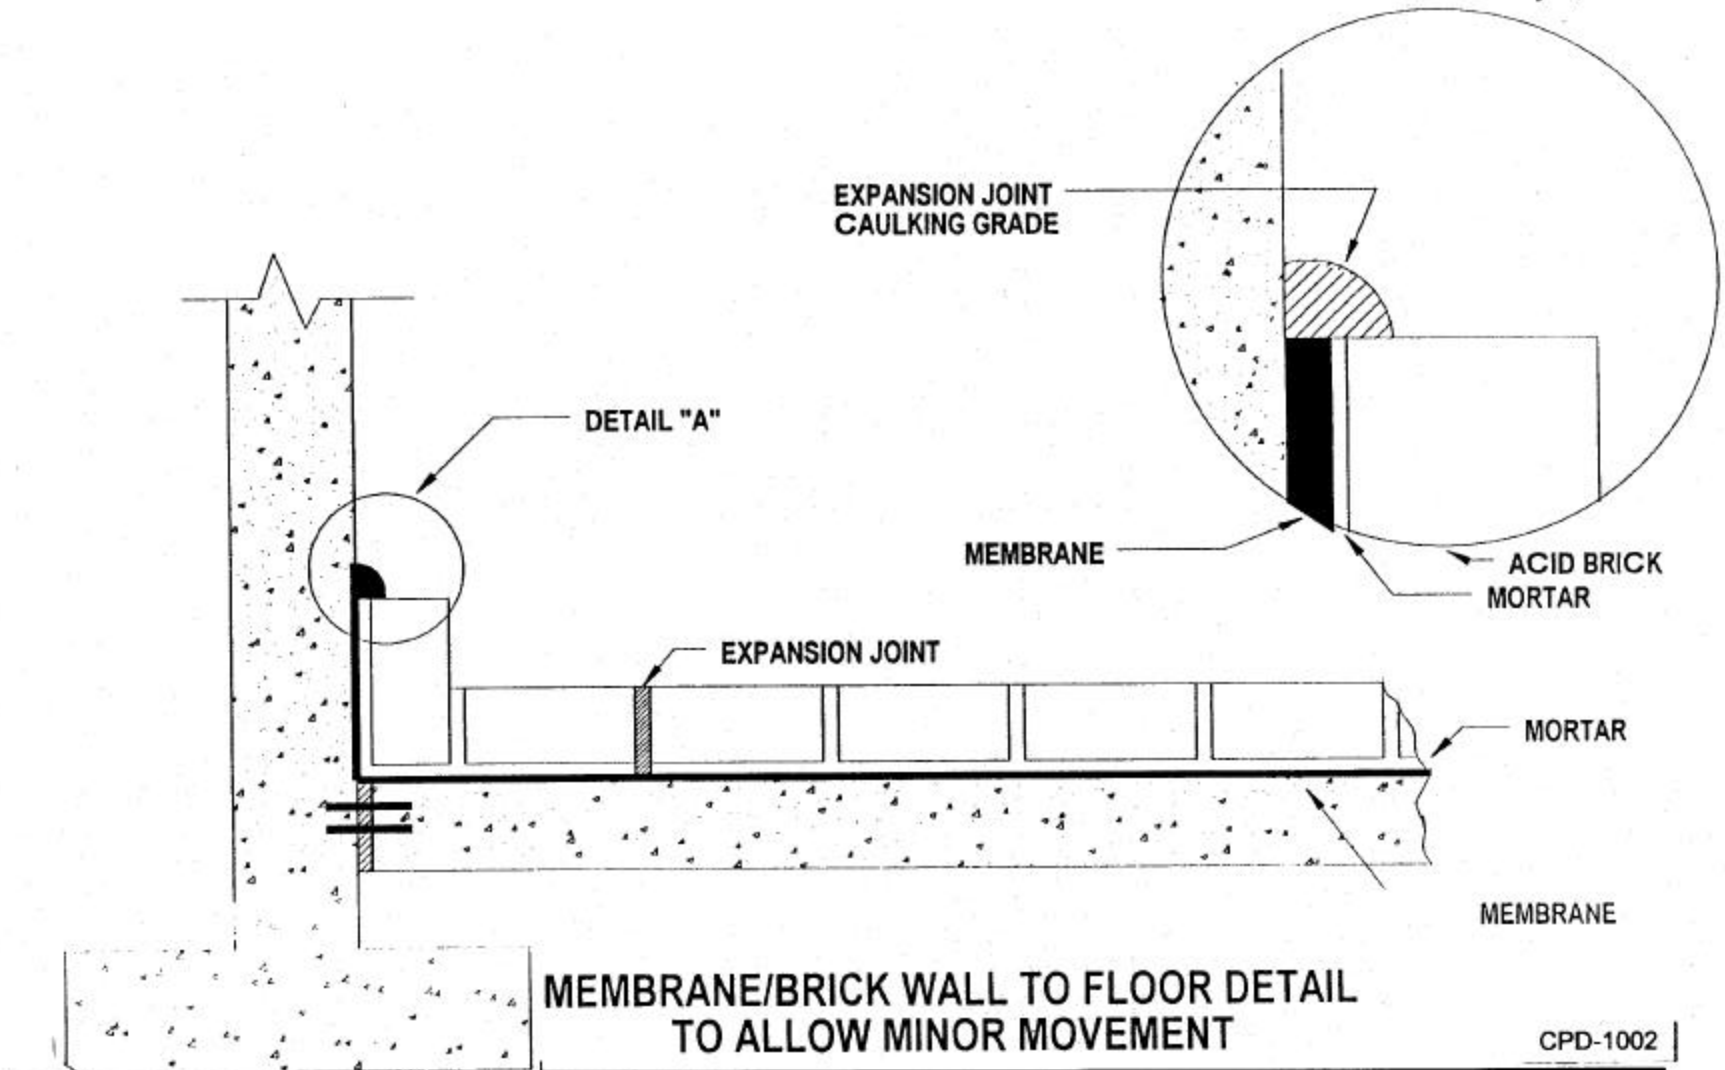 EXPANSION JOINT
CAULKING GRADE
DETAIL "A"
MEMBRANE
ACID BRICK
MORTAR
EXPANSION JOINT
MORTAR
MEMBRANE
MEMBRANE/BRICK WALL TO FLOOR DETAIL
TO ALLOW MINOR MOVEMENT
CPD-1002